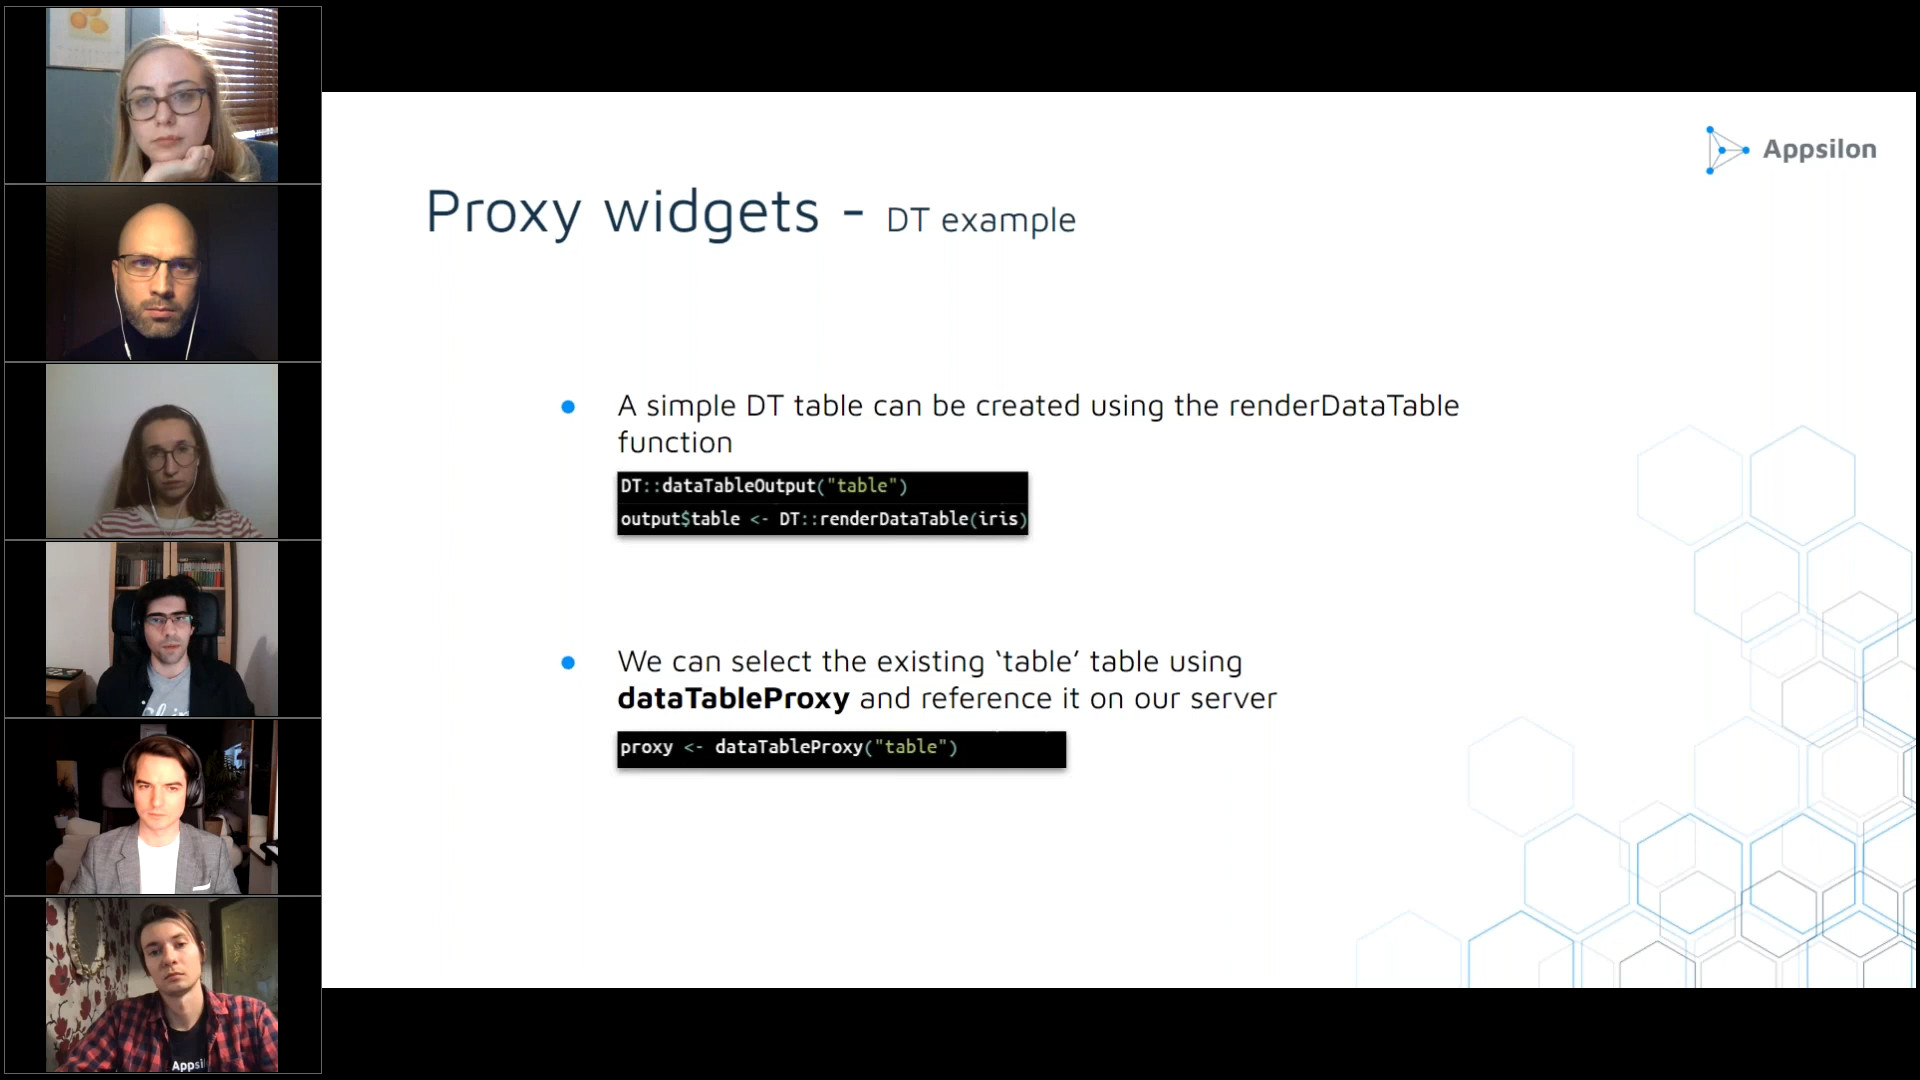 Appsilon
Proxy widgets - DT example
A simple DT table can be created using the renderDataTable
function
DT::dataTableOutput("table")
output$table <- DT::renderDataTable(iris)
We can select the existing ‘table’ table using
dataTableProxy and reference it on our server
proxy <- dataTableProxy("table")
Appsil